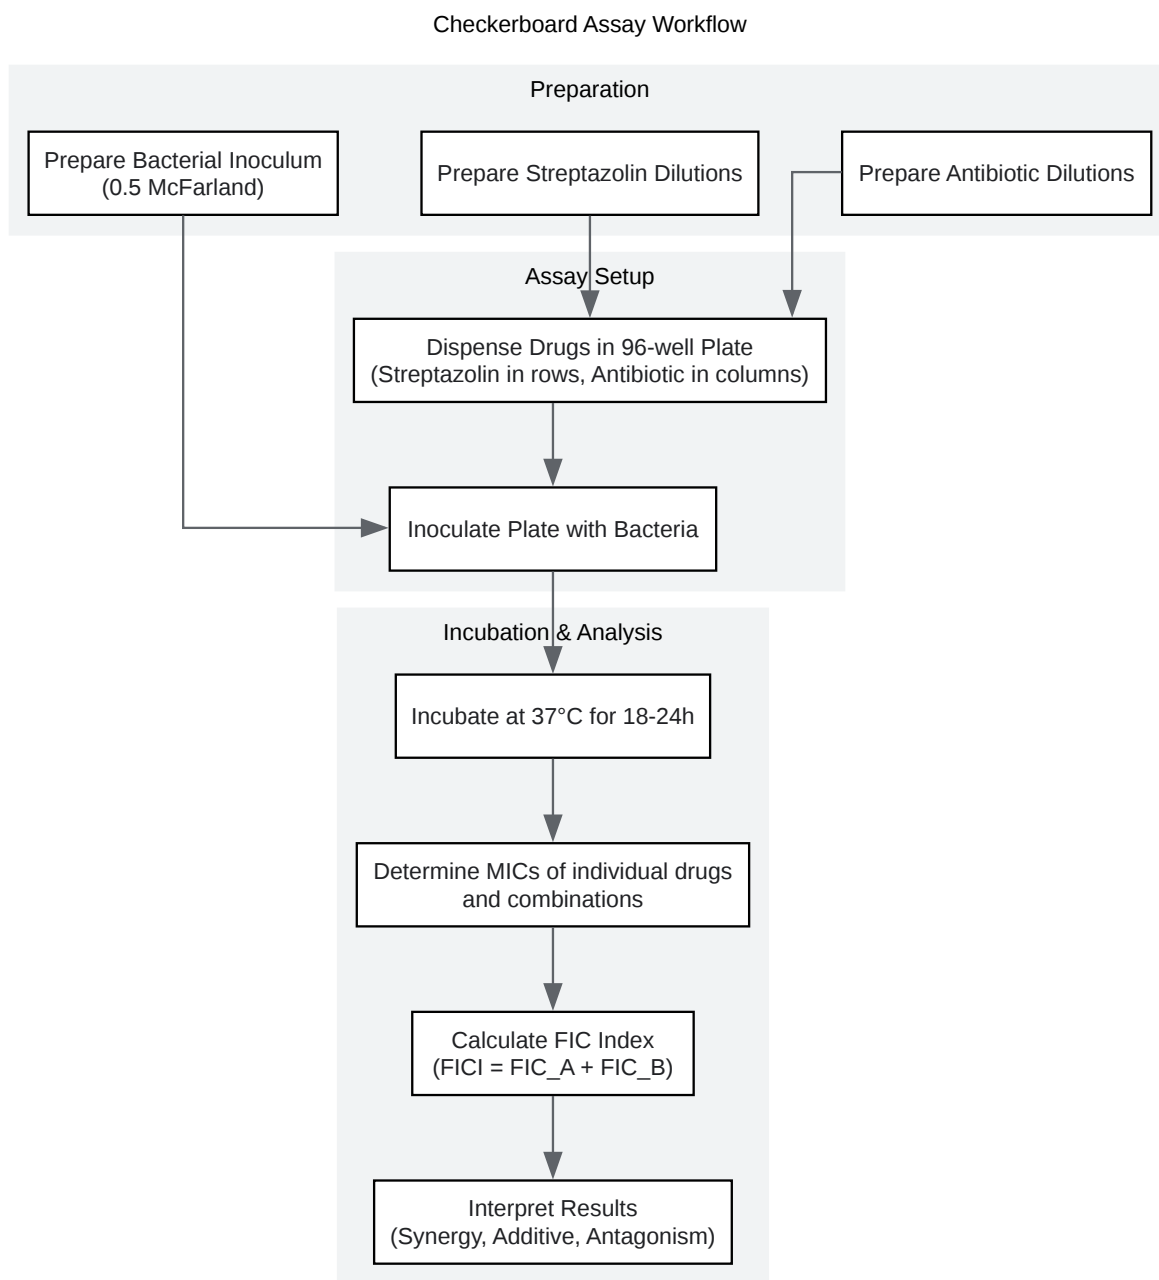 Checkerboard Assay Workflow
Preparation
Prepare Bacterial Inoculum
(0.5 McFarland)
Prepare Streptazolin Dilutions
Prepare Antibiotic Dilutions
Assay Setup
Dispense Drugs in 96-well Plate
(Streptazolin in rows, Antibiotic in columns)
Inoculate Plate with Bacteria
Incubation & Analysis
Incubate at 37°C for 18-24h
Determine MICs of individual drugs
and combinations
Calculate FIC Index
(FICI = FIC_A + FIC_B)
Interpret Results
(Synergy, Additive, Antagonism)